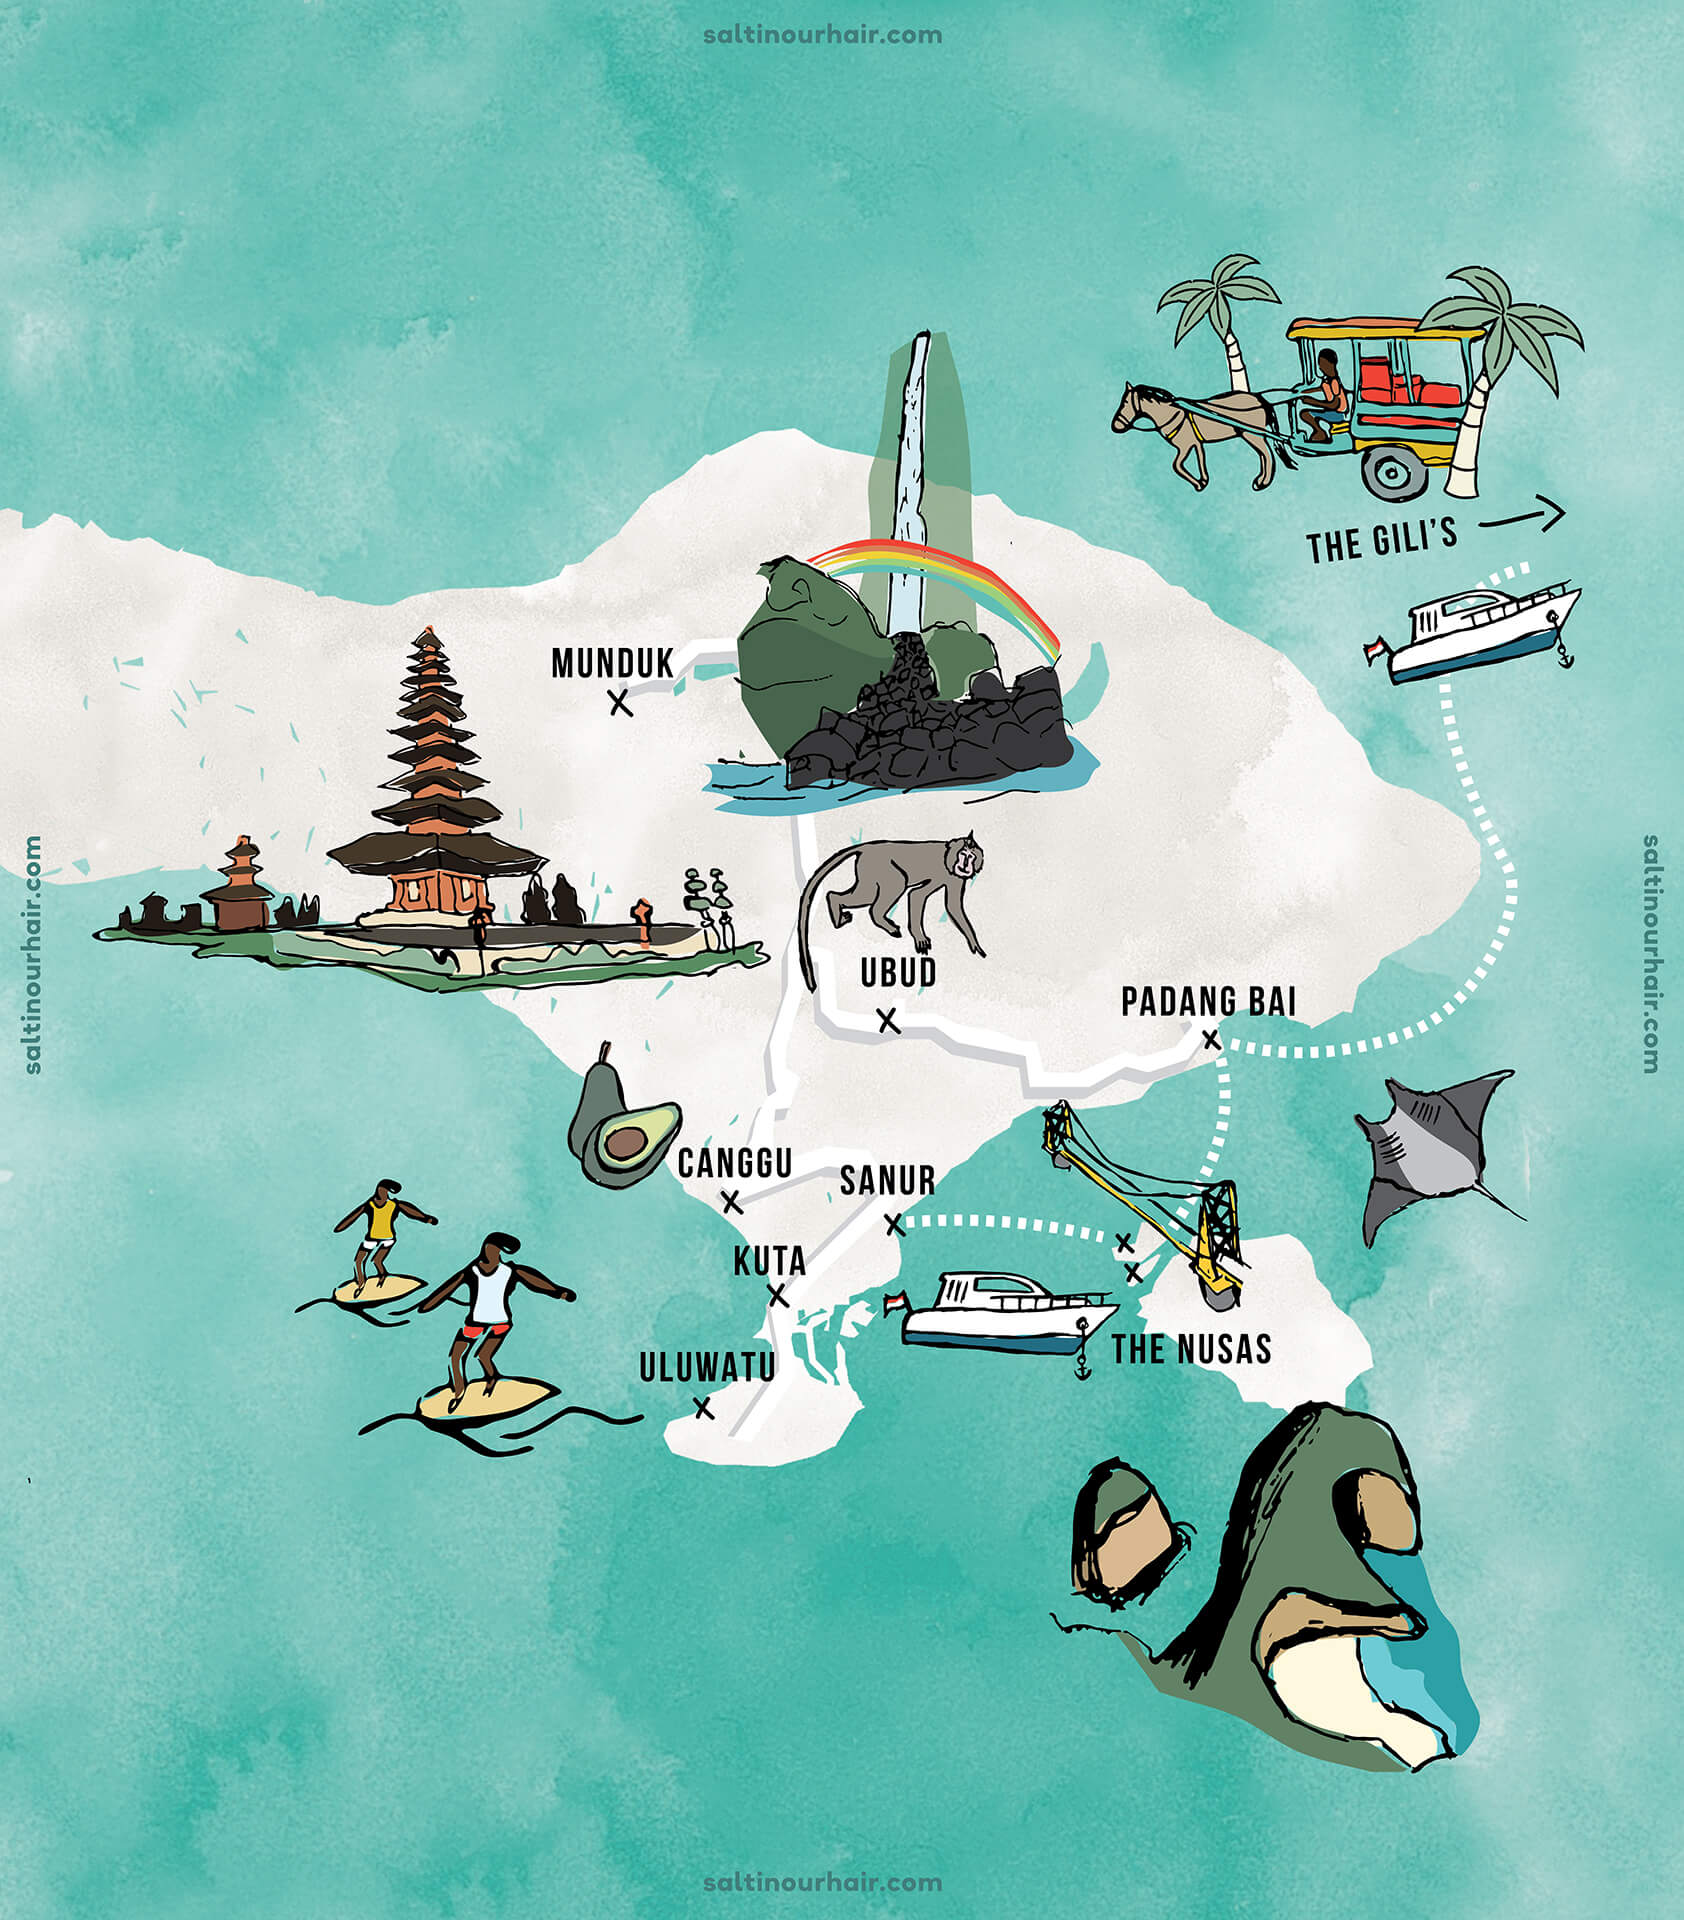 saltinourhair.com
THE GILI'S
MUNDUK
UBUD
PADANG BAI
saltinourhair.com
saltinourhair.com
CANGGU
SANUR
KUTA
THE NUSAS
ULUWATU
saltinourhair.com